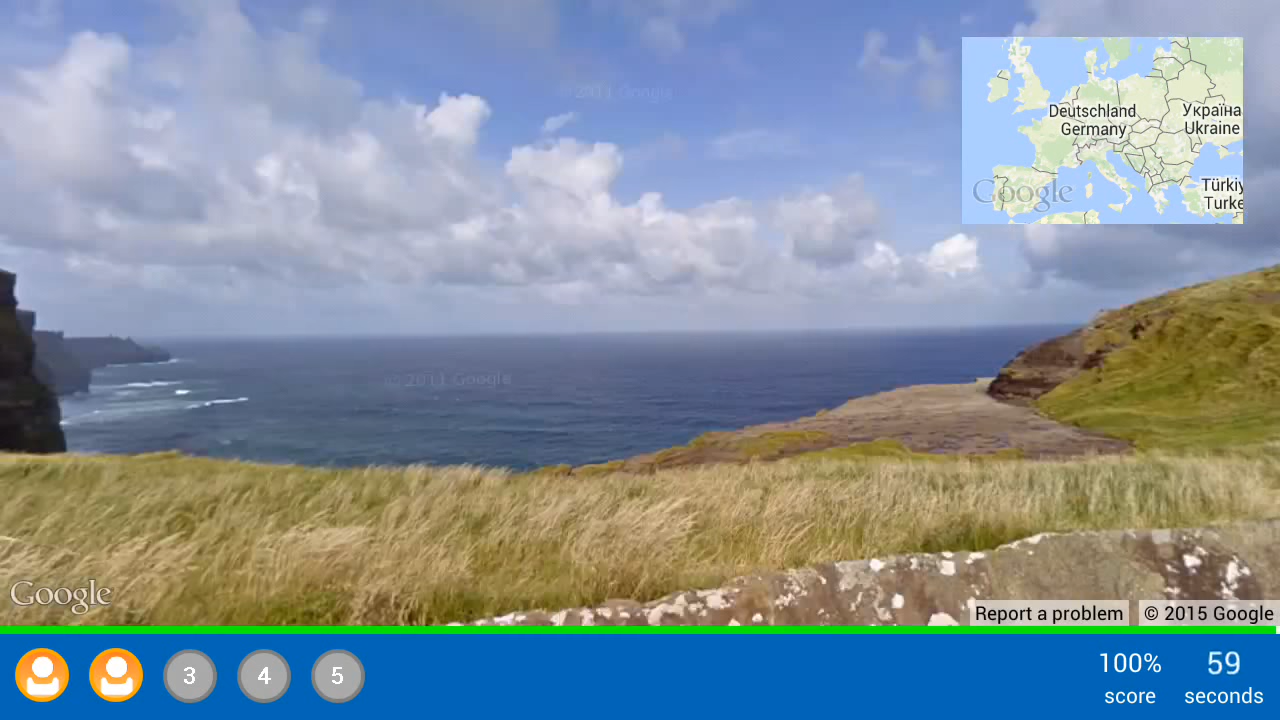 © 2011 Google
Deutschland
Germany
Україна
Ukraine
Türkiy
Turke
Google
© 2011 Google
Google
Report a problem
© 2015 Google
3
4
5
100%
score
59
seconds